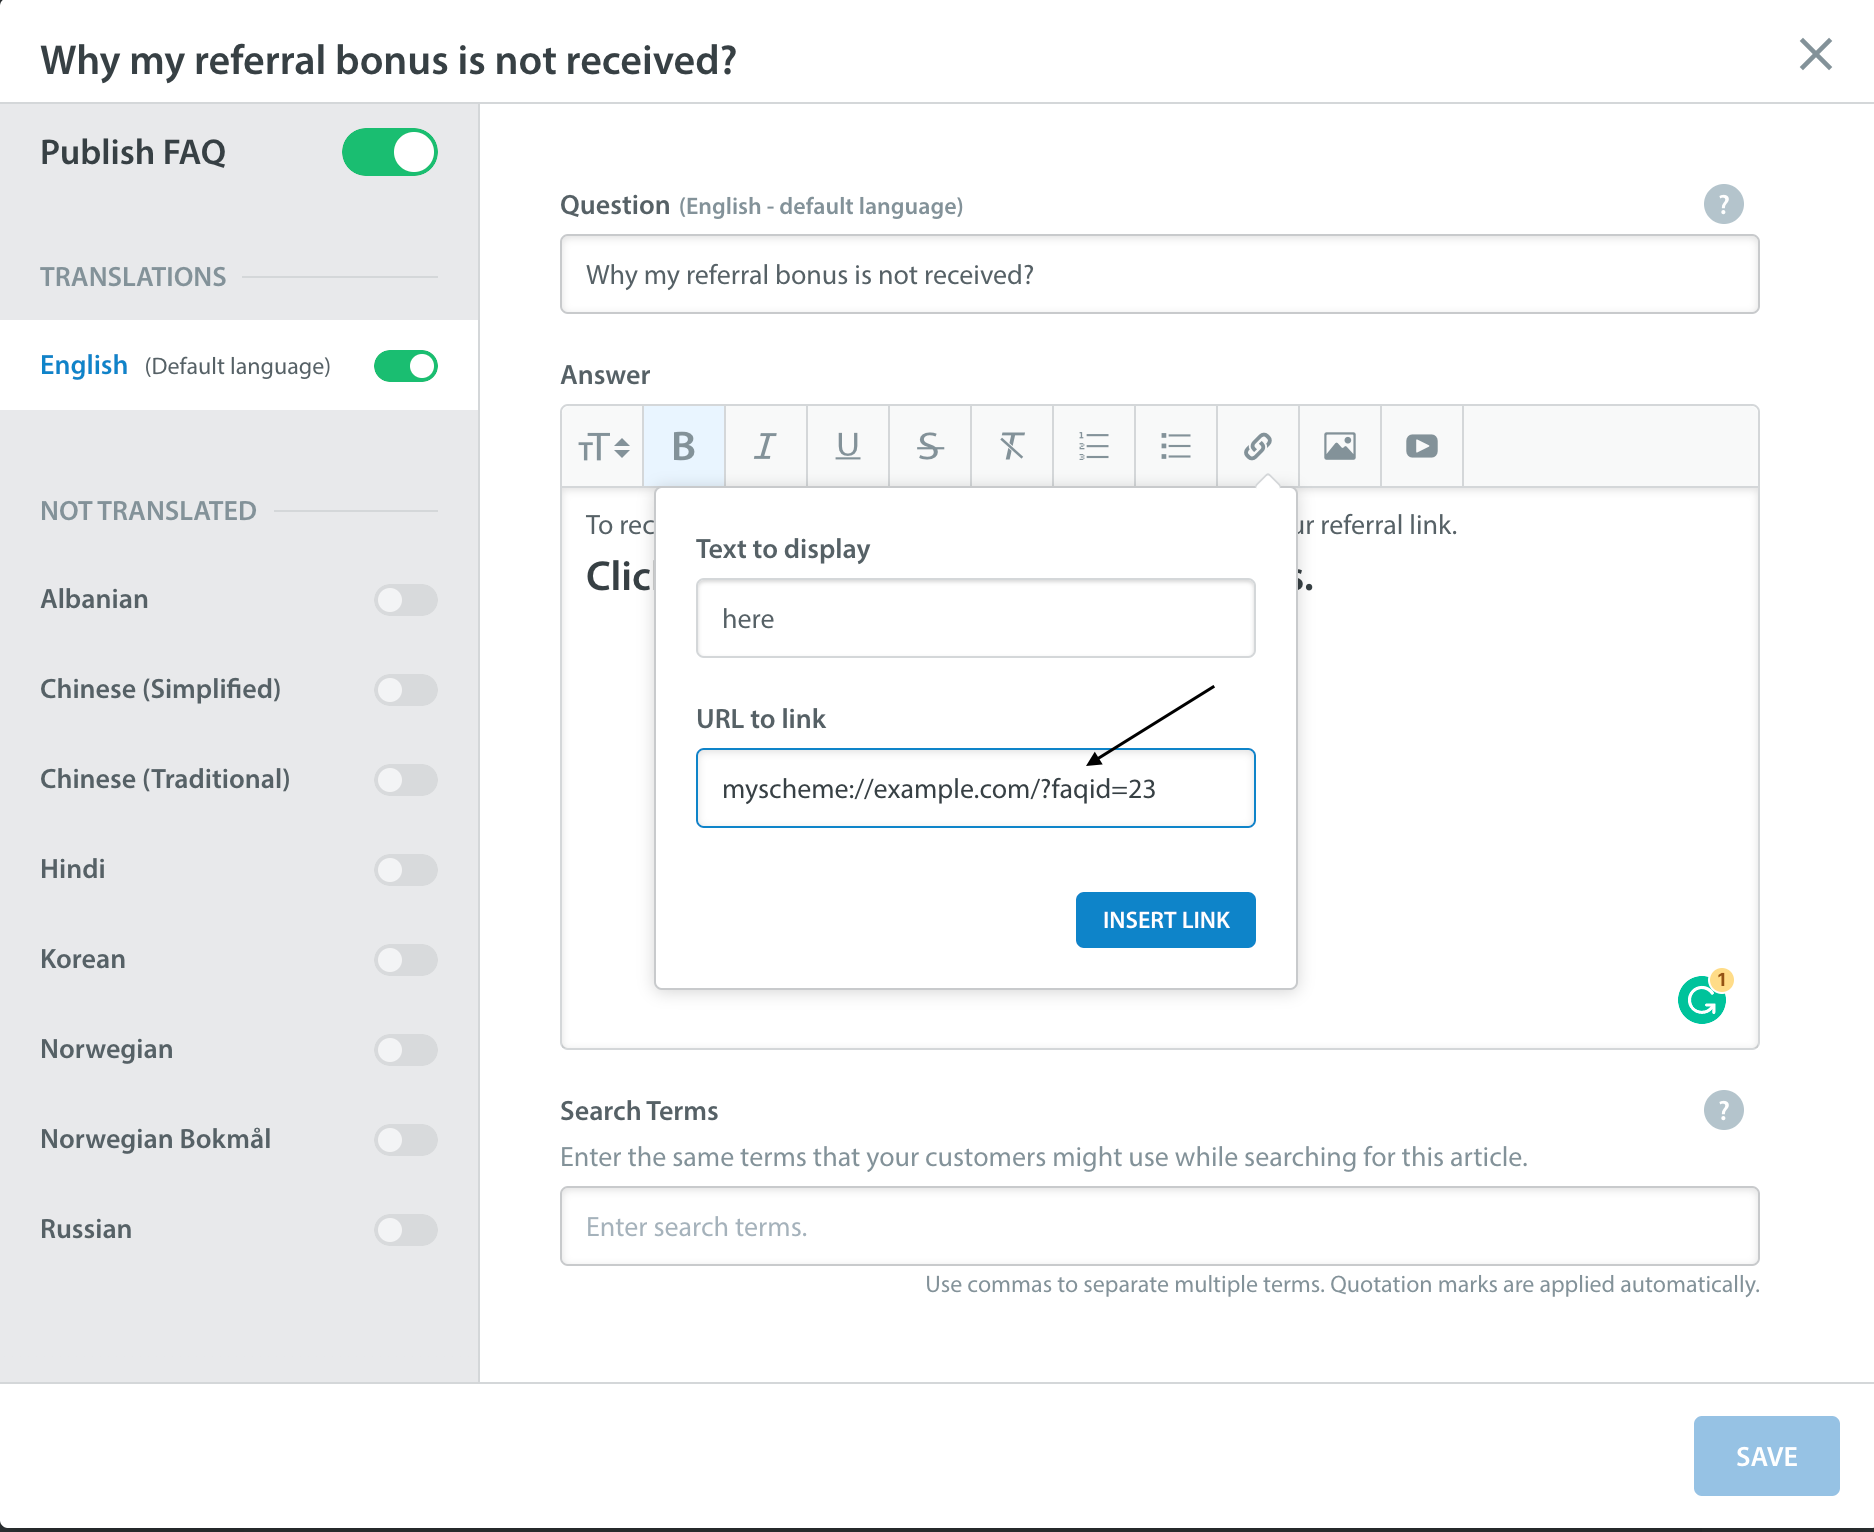 Why my referral bonus is not received?
Publish FAQ
TRANSLATIONS
English (Default language)
NOT TRANSLATED
Albanian
Chinese (Simplified)
Chinese (Traditional)
Hindi
Korean
Norwegian
Norwegian Bokmål
Russian
Question (English - default language)
?
Why my referral bonus is not received?
Answer
TT B I U S T
To rec
referral link.
Text to display
here
URL to link
myscheme://example.com/?faqid=23
INSERT LINK
1
Search Terms
?
Enter the same terms that your customers might use while searching for this article.
Enter search terms.
Use commas to separate multiple terms. Quotation marks are applied automatically.
SAVE